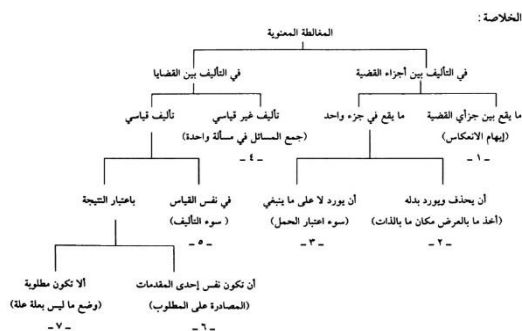 الخلاصة :
المغالطة المعنوية
في التأليف بين أجزاء القضية
في التأليف بين القضايا
ما يقع بين جزأي القضية
(إيهام الانعكاس)
- ١ -
ما يقع في جزء واحد
تأليف غير قياسي
(جمع المسائل في مسألة واحدة)
- ٤ -
تأليف قياسي
أن يحذف ويورد بدله
(أخذ ما بالعرض مكان ما بالذات)
- ٢ -
أن يورد لا على ما ينبغي
(سوء اعتبار الحمل)
- ٣ -
في نفس القياس
(سوء التأليف)
- ٥ -
باعتبار النتيجة
أن تكون نفس إحدى المقدمات
(المصادرة على المطلوب)
- ٦ -
ألا تكون مطلوبة
(وضع ما ليس بعلة علة)
- ٧ -